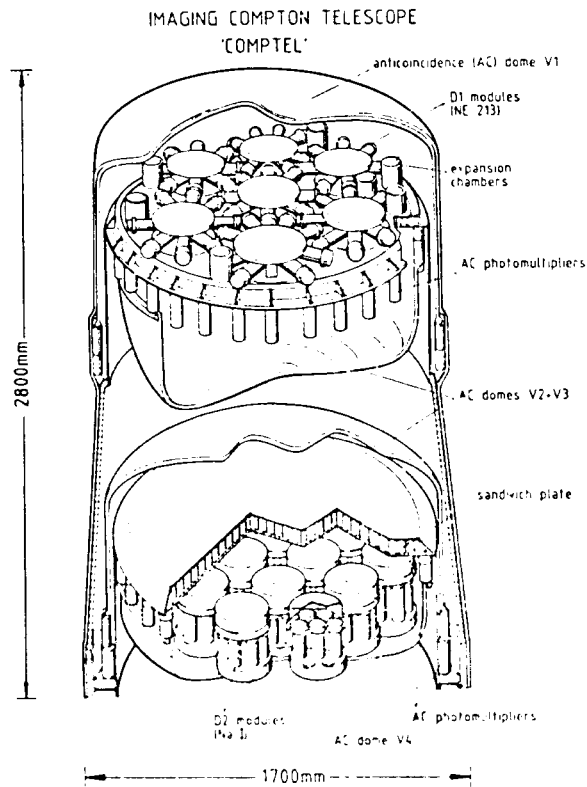 IMAGING COMPTON TELESCOPE
'COMPTEL'
anticoincidence (AC) dome V1
D1 modules
(NE 213)
expansion
chambers
AC photomultipliers
2800mm
AC domes V2+V3
sandwich plate
D2 modules
(Na I)
AC photomultipliers
AC dome V4
1700mm